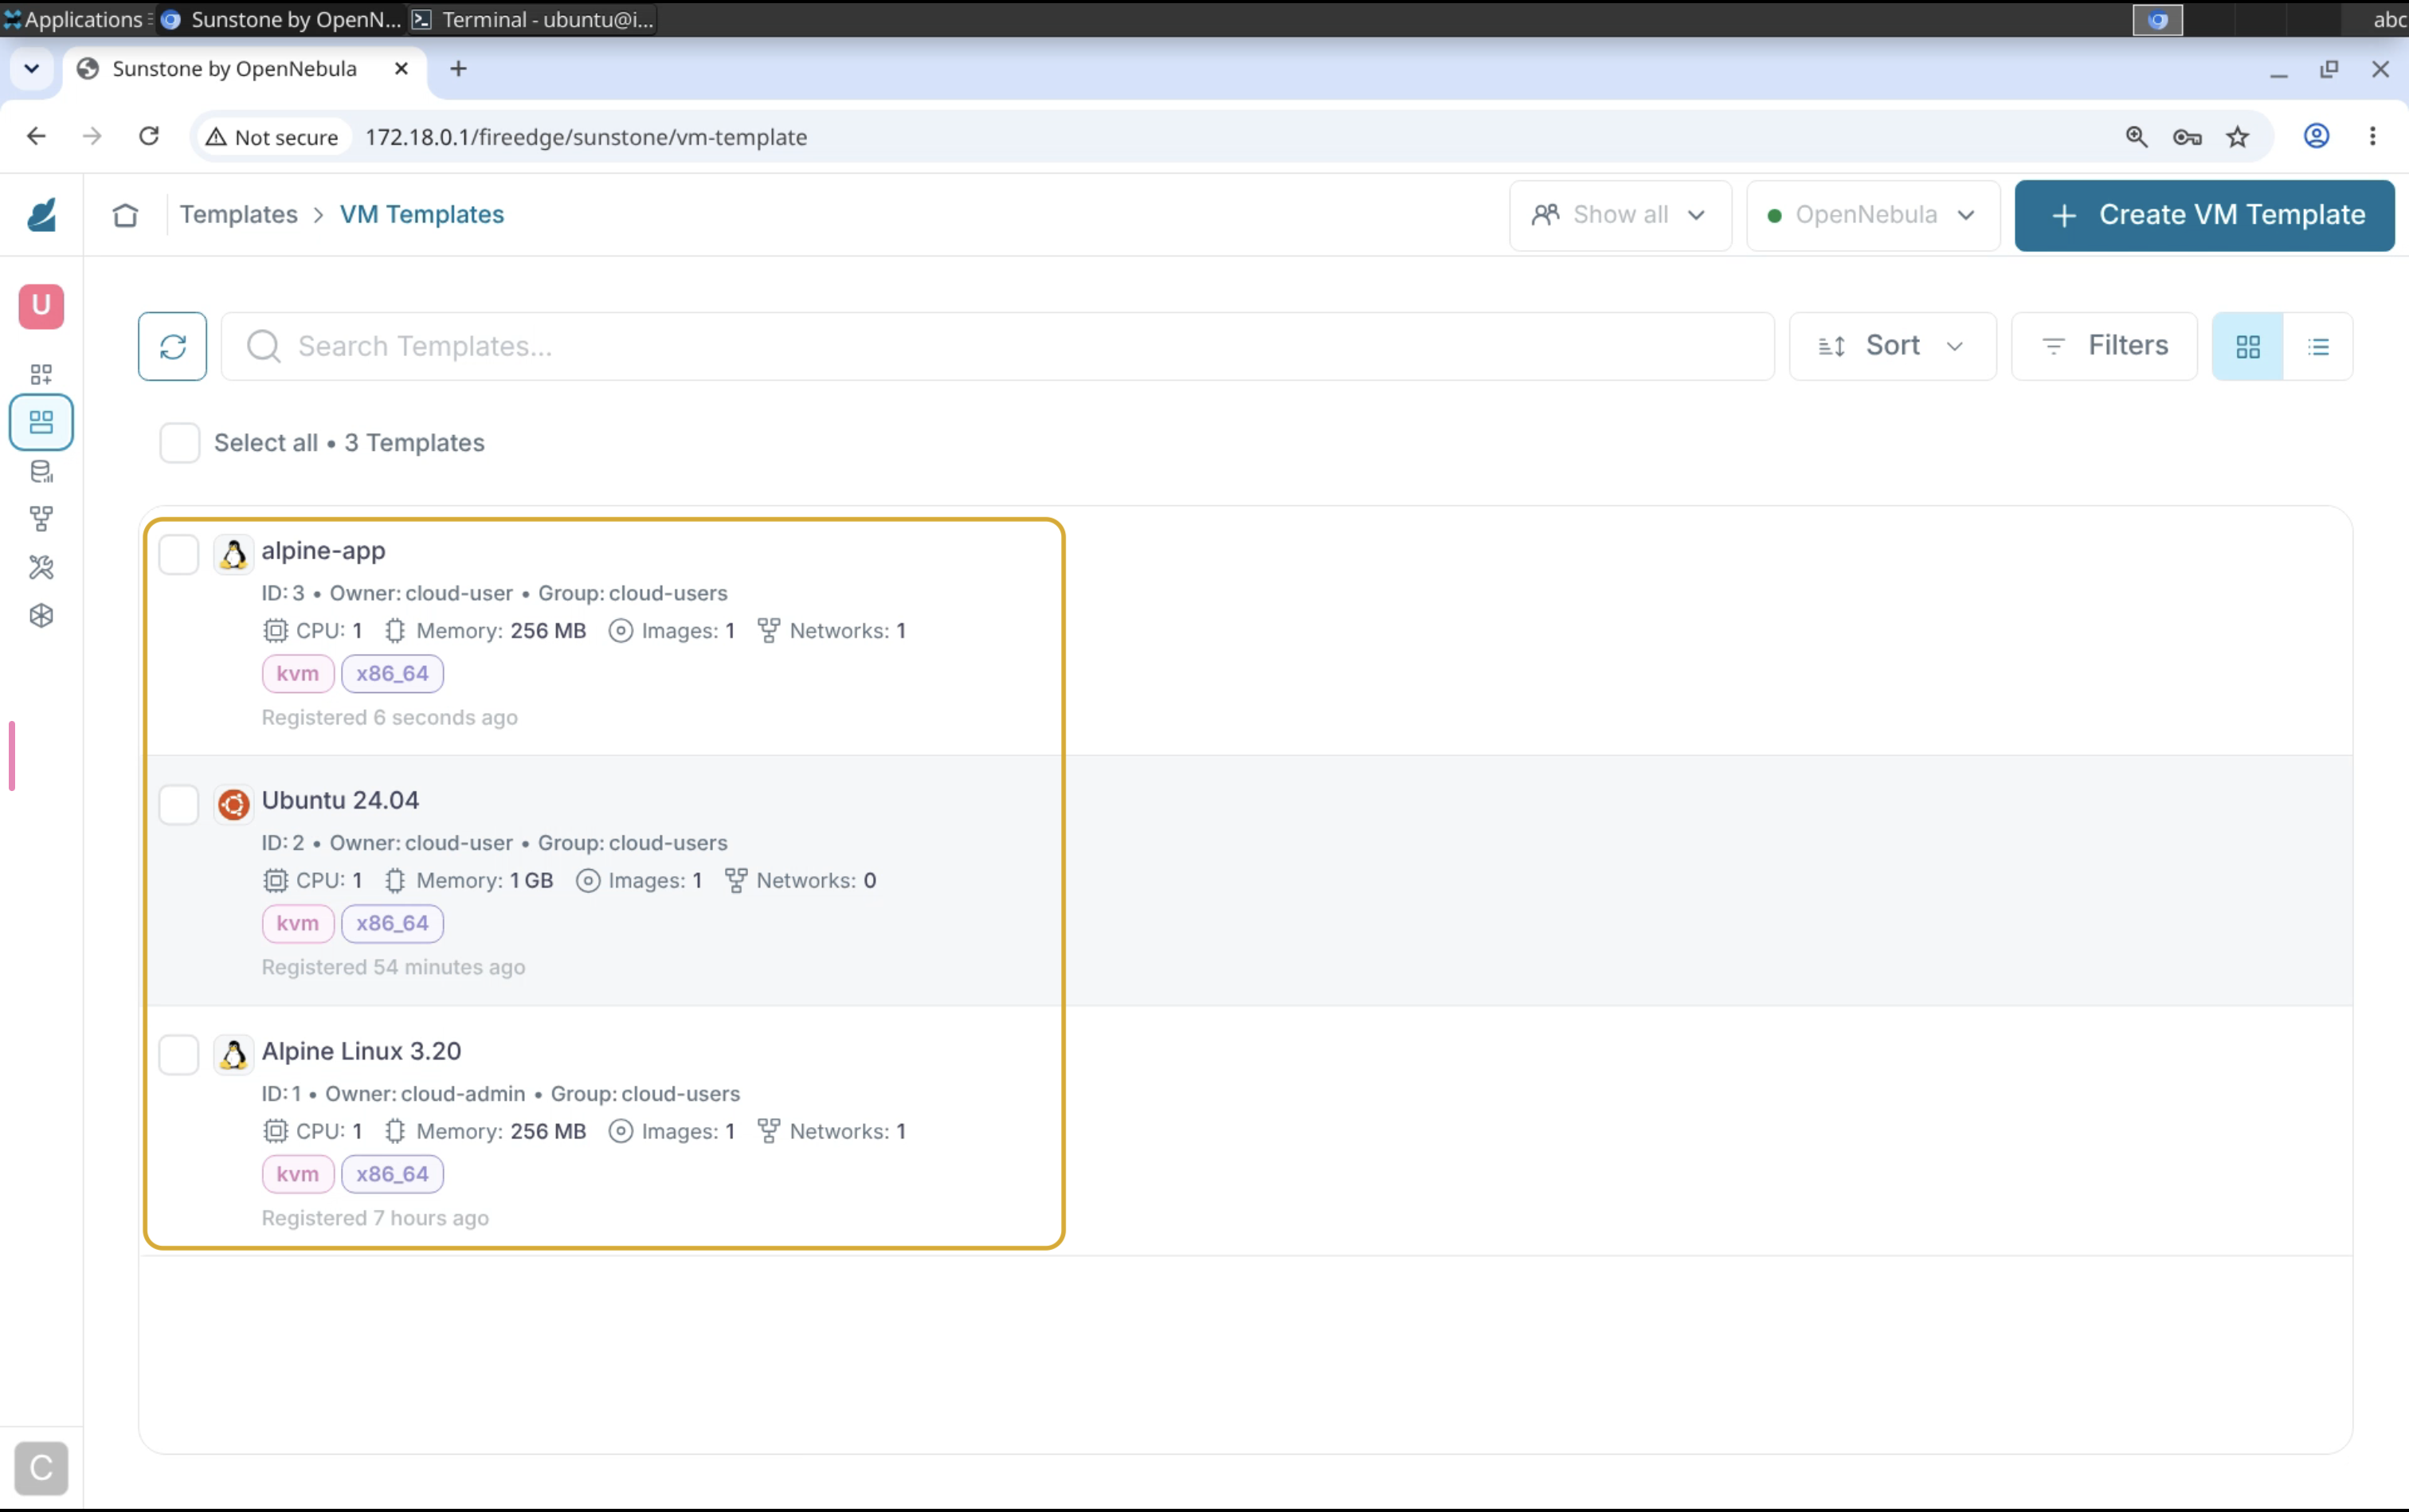 Applications
Sunstone by OpenN...
Terminal - ubuntu@i...
abc
Sunstone by OpenNebula
Not secure
172.18.0.1/fireedge/sunstone/vm-template
Templates > VM Templates
Show all
OpenNebula
+ Create VM Template
U
Search Templates...
Sort
Filters
Select all • 3 Templates
alpine-app
ID: 3 • Owner: cloud-user • Group: cloud-users
CPU: 1 Memory: 256 MB Images: 1 Networks: 1
kvm x86_64
Registered 6 seconds ago
Ubuntu 24.04
ID: 2 • Owner: cloud-user • Group: cloud-users
CPU: 1 Memory: 1 GB Images: 1 Networks: 0
kvm x86_64
Registered 54 minutes ago
Alpine Linux 3.20
ID: 1 • Owner: cloud-admin • Group: cloud-users
CPU: 1 Memory: 256 MB Images: 1 Networks: 1
kvm x86_64
Registered 7 hours ago
C